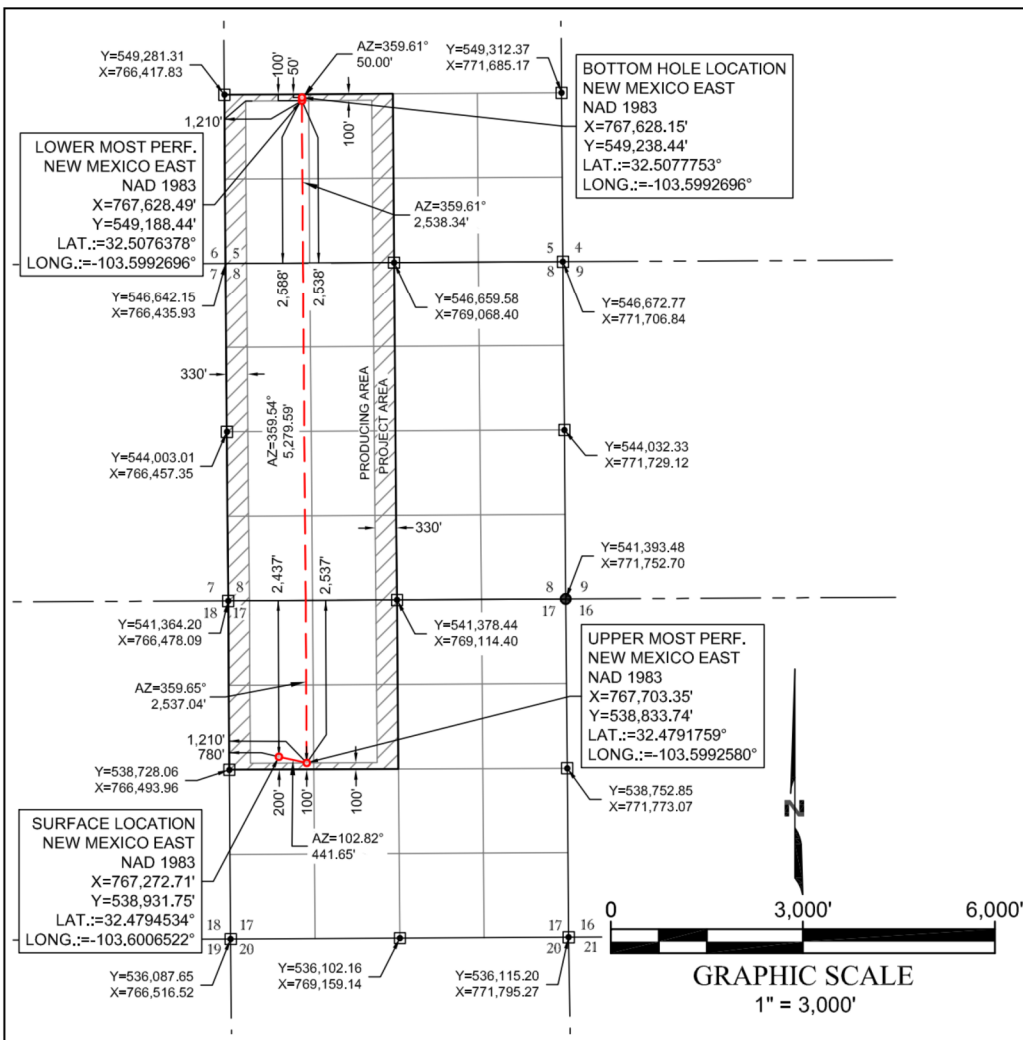 Y=549,281.31
X=766,417.83
100'
50'
AZ=359.61°
50.00'
Y=549,312.37
X=771,685.17
BOTTOM HOLE LOCATION
NEW MEXICO EAST
NAD 1983
X=767,628.15'
Y=549,238.44'
LAT.:=32.5077753°
LONG.:=-103.5992696°
1,210'
100'
LOWER MOST PERF.
NEW MEXICO EAST
NAD 1983
X=767,628.49'
Y=549,188.44'
LAT.:=32.5076378°
LONG.:=-103.5992696°
AZ=359.61°
2,538.34'
6 5
7 8
5 4
8 9
2,588'
2,538'
Y=546,642.15
X=766,435.93
Y=546,659.58
X=769,068.40
Y=546,672.77
X=771,706.84
330'
AZ=359.54°
5,279.59'
PRODUCING AREA
PROJECT AREA
Y=544,003.01
X=766,457.35
Y=544,032.33
X=771,729.12
330'
2,437'
2,537'
Y=541,393.48
X=771,752.70
7 8
18 17
8 9
17 16
Y=541,364.20
X=766,478.09
Y=541,378.44
X=769,114.40
UPPER MOST PERF.
NEW MEXICO EAST
NAD 1983
X=767,703.35'
Y=538,833.74'
LAT.:=32.4791759°
LONG.:=-103.5992580°
AZ=359.65°
2,537.04'
1,210'
780'
Y=538,728.06
X=766,493.96
200'
100'
100'
Y=538,752.85
X=771,773.07
AZ=102.82°
441.65'
SURFACE LOCATION
NEW MEXICO EAST
NAD 1983
X=767,272.71'
Y=538,931.75'
LAT.:=32.4794534°
LONG.:=-103.6006522°
N
18 17
19 20
17 16
20 21
Y=536,087.65
X=766,516.52
Y=536,102.16
X=769,159.14
Y=536,115.20
X=771,795.27
0 3,000' 6,000'
GRAPHIC SCALE
1" = 3,000'